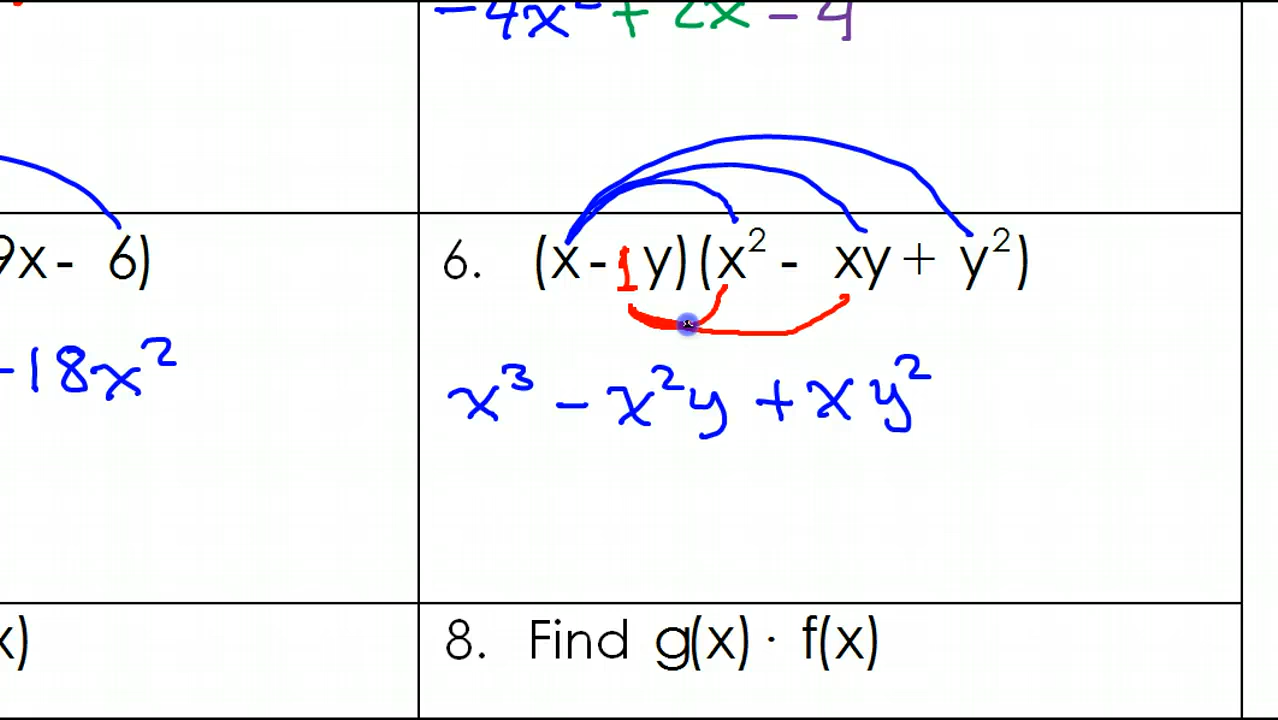 -4x² + 2x - 4
9x - 6)
6. (x - 1y)(x² - xy + y²)
-18x²
x³ - x²y + xy²
x)
8. Find g(x) · f(x)